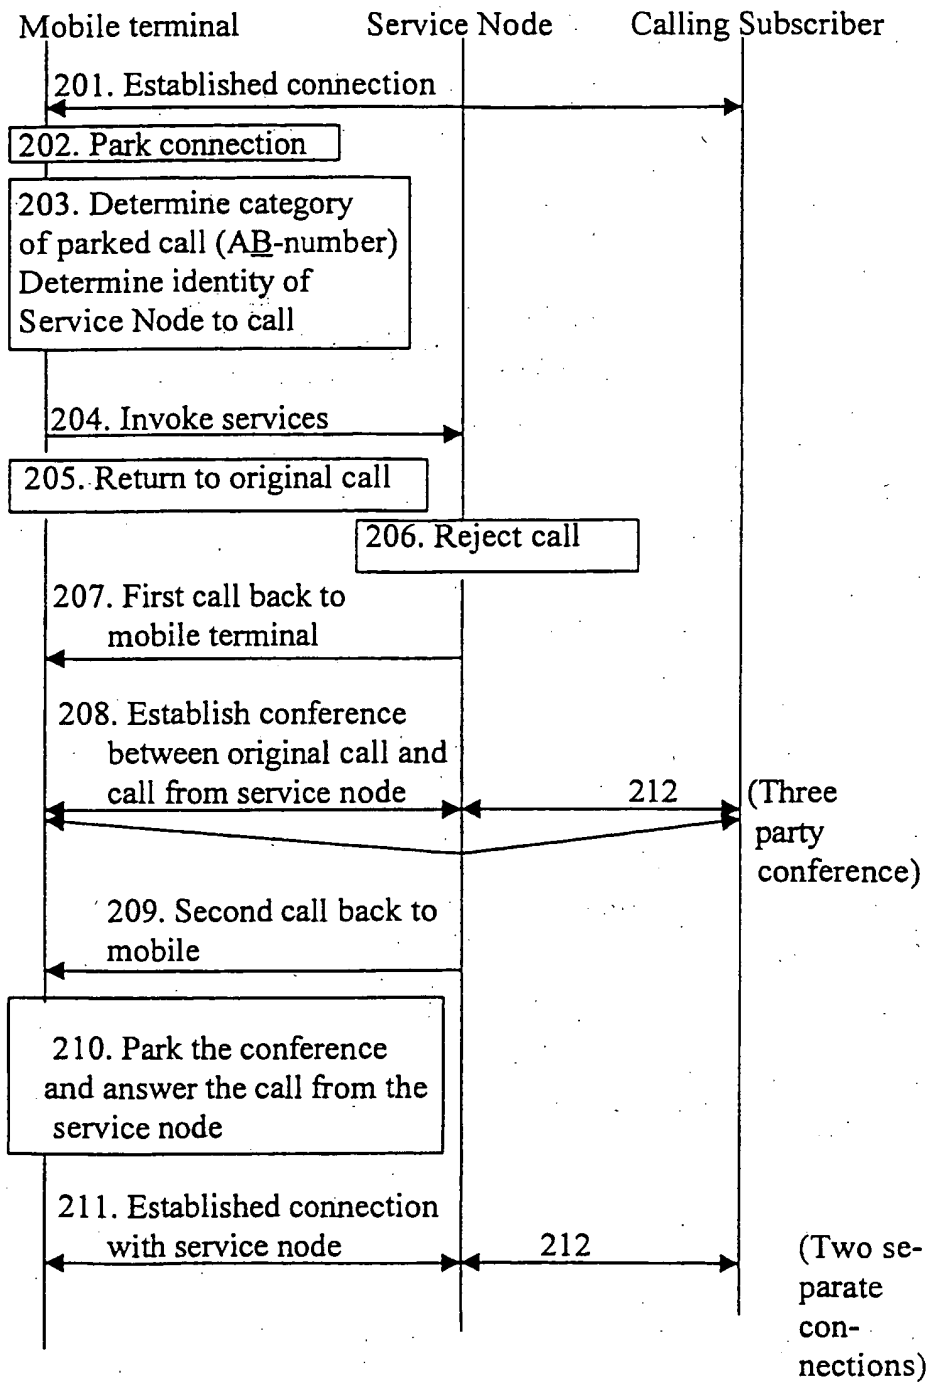 Mobile terminal Service Node Calling Subscriber
201. Established connection
202. Park connection
203. Determine category
of parked call (AB-number)
Determine identity of
Service Node to call
204. Invoke services
205. Return to original call
206. Reject call
207. First call back to
mobile terminal
208. Establish conference
between original call and
call from service node
212
(Three
party
conference)
209. Second call back to
mobile
210. Park the conference
and answer the call from the
service node
211. Established connection
with service node
212
(Two se-
parate
con-
nections)